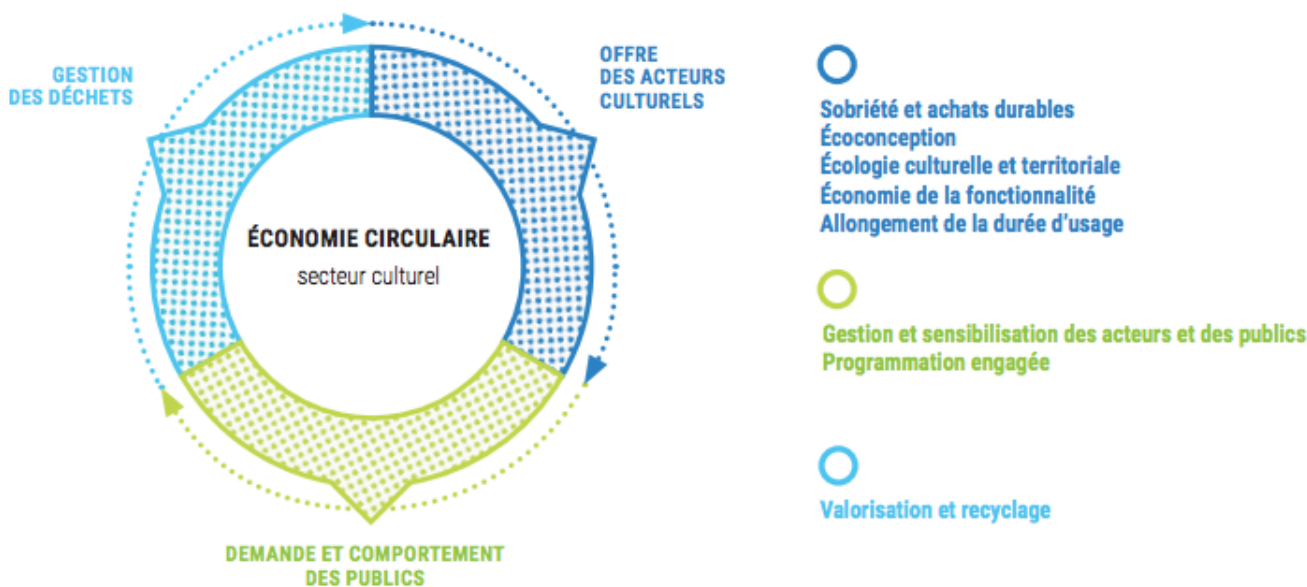 GESTION
DES DÉCHETS
OFFRE
DES ACTEURS
CULTURELS
ÉCONOMIE CIRCULAIRE
secteur culturel
DEMANDE ET COMPORTEMENT
DES PUBLICS
Sobriété et achats durables
Écoconception
Écologie culturelle et territoriale
Économie de la fonctionnalité
Allongement de la durée d'usage
Gestion et sensibilisation des acteurs et des publics
Programmation engagée
Valorisation et recyclage